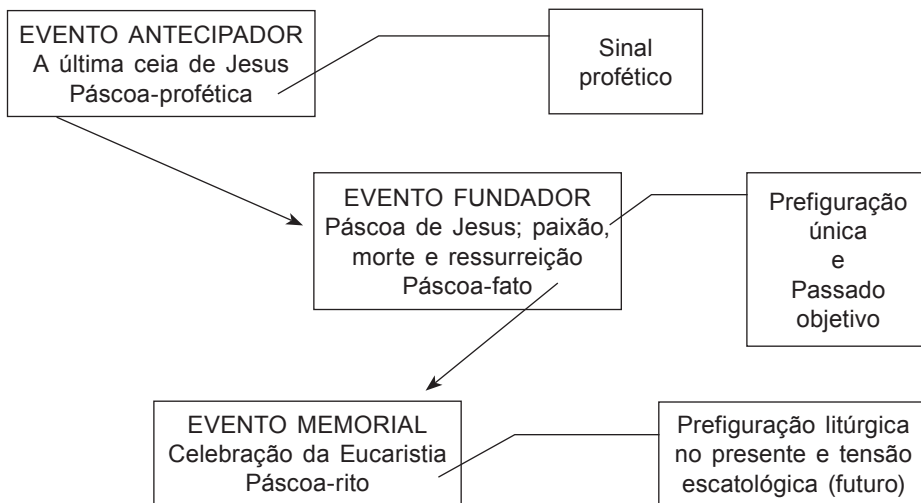 EVENTO ANTECIPADOR
A última ceia de Jesus
Páscoa-profética
Sinal
profético
EVENTO FUNDADOR
Páscoa de Jesus; paixão,
morte e ressurreição
Páscoa-fato
Prefiguração
única
e
Passado
objetivo
EVENTO MEMORIAL
Celebração da Eucaristia
Páscoa-rito
Prefiguração litúrgica
no presente e tensão
escatológica (futuro)